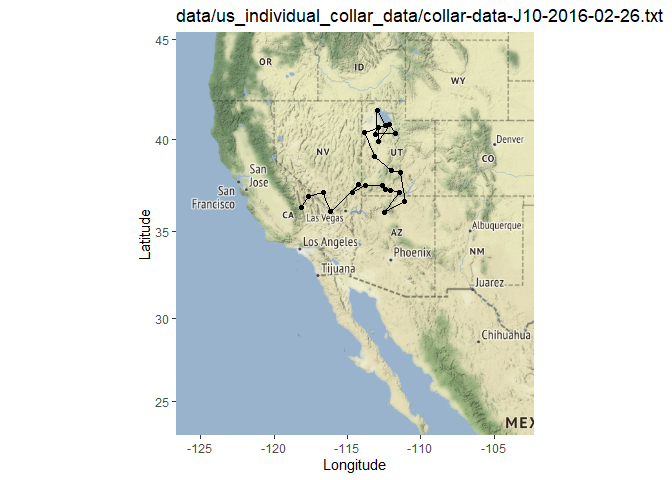 data/us_individual_collar_data/collar-data-J10-2016-02-26.txt
45
40
35
30
25
Latitude
OR
ID
WY
NV
UT
Denver
CO
San
Jose
San
Francisco
CA
Las Vegas
Albuquerque
AZ
NM
Los Angeles
Phoenix
Tijuana
Juarez
Chihuahua
MEX
-125
-120
-115
-110
-105
Longitude